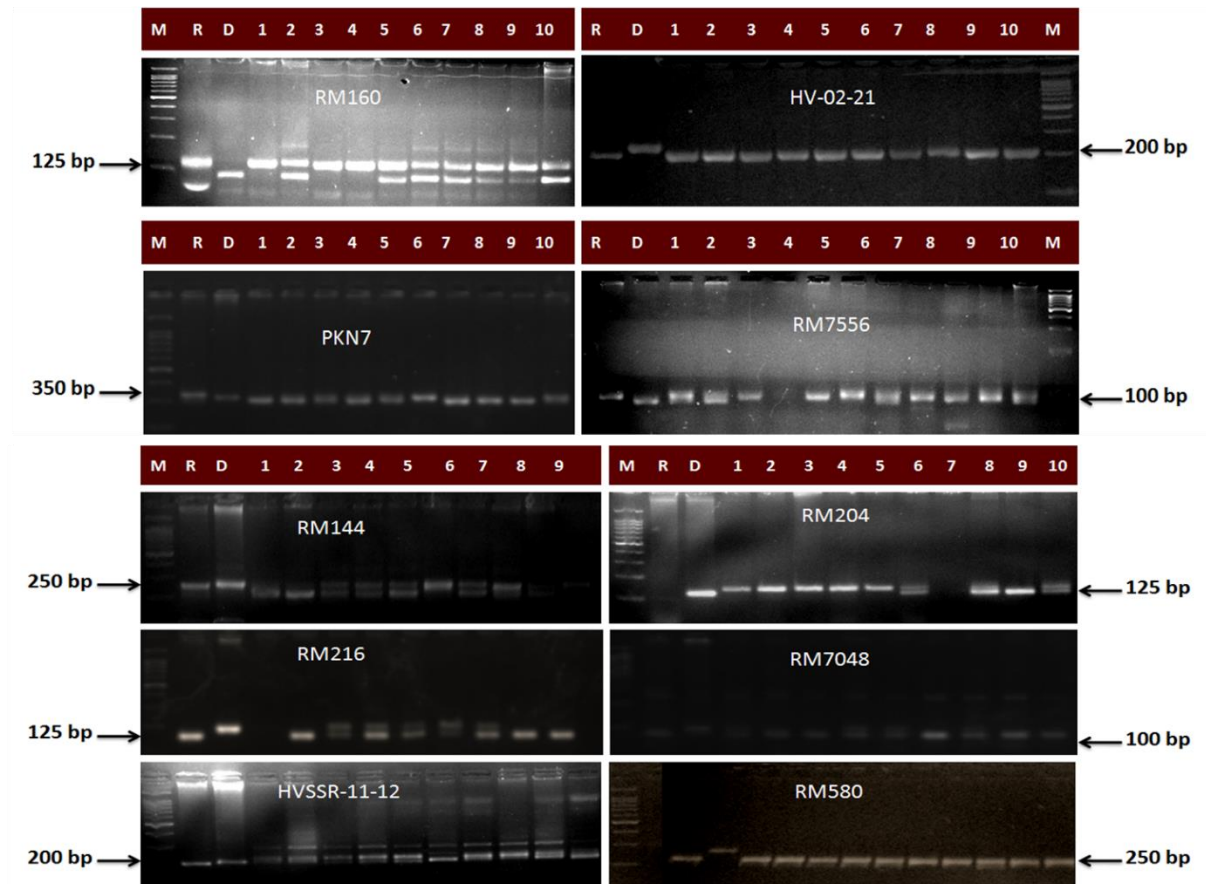 M R D 1 2 3 4 5 6 7 8 9 10
R D 1 2 3 4 5 6 7 8 9 10 M
RM160
HV-02-21
125 bp
200 bp
M R D 1 2 3 4 5 6 7 8 9 10
R D 1 2 3 4 5 6 7 8 9 10 M
PKN7
RM7556
350 bp
100 bp
M R D 1 2 3 4 5 6 7 8 9
M R D 1 2 3 4 5 6 7 8 9 10
RM144
RM204
250 bp
125 bp
RM216
RM7048
125 bp
100 bp
HVSSR-11-12
RM580
200 bp
250 bp